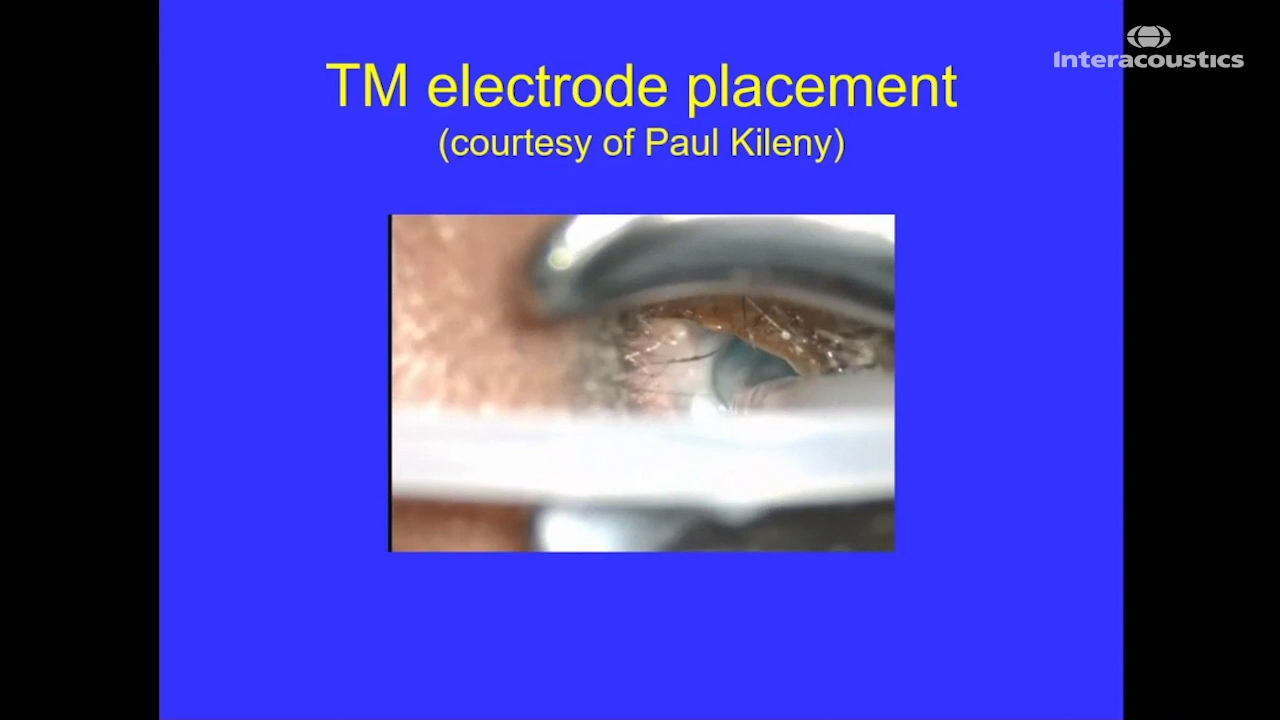 Interacoustics
TM electrode placement
(courtesy of Paul Kileny)